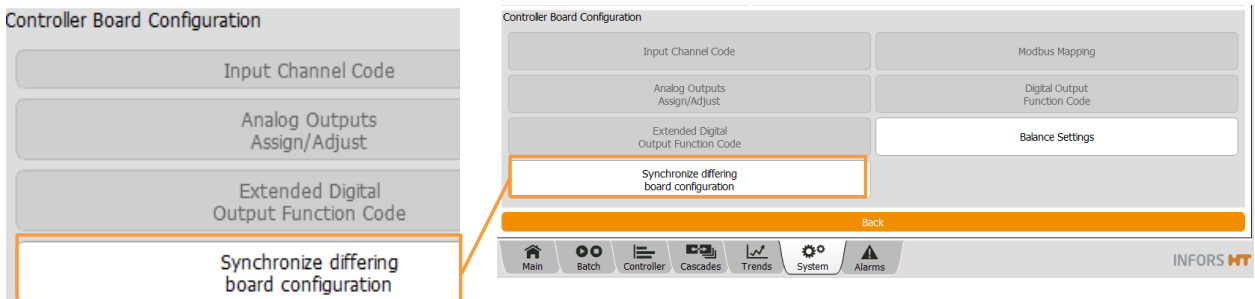 Controller Board Configuration
Input Channel Code
Analog Outputs
Assign/Adjust
Extended Digital
Output Function Code
Synchronize differing
board configuration
Controller Board Configuration
Input Channel Code
Modbus Mapping
Analog Outputs
Assign/Adjust
Digital Output
Function Code
Extended Digital
Output Function Code
Balance Settings
Synchronize differing
board configuration
Back
Main Batch Controller Cascades Trends System Alarms
INFORS HT